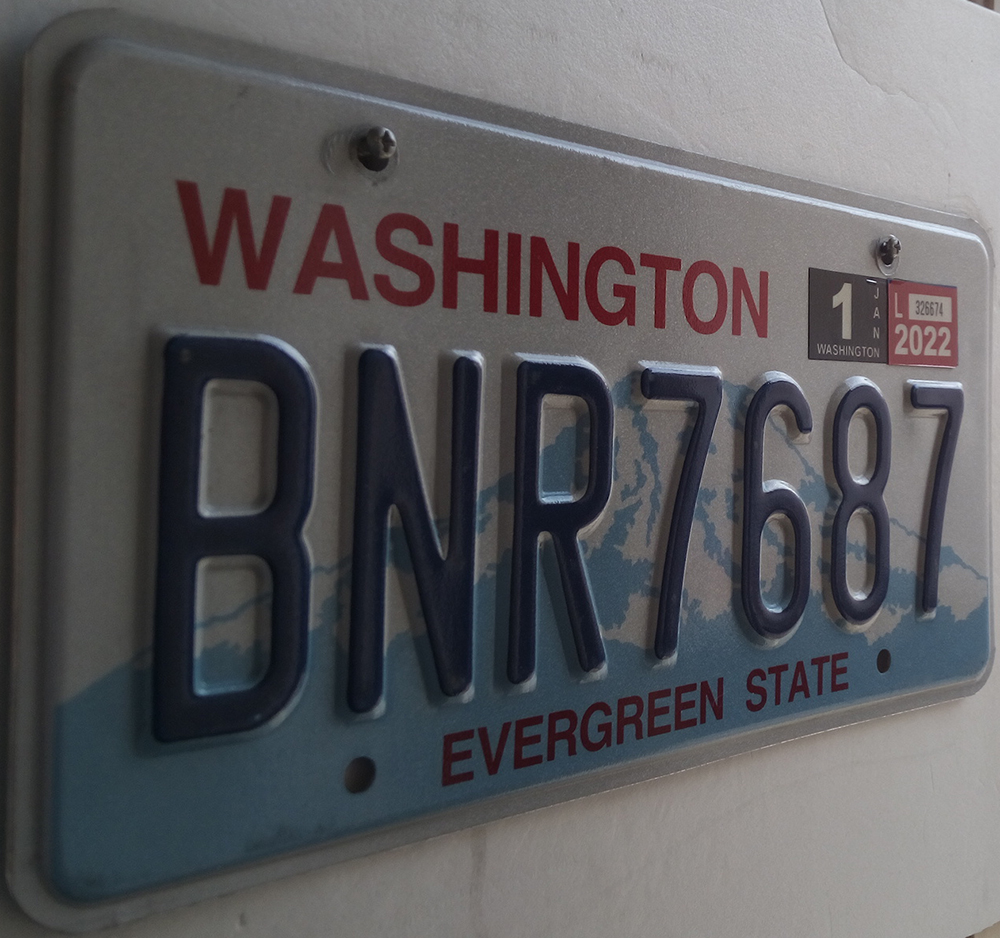 WASHINGTON
1 JAN WASHINGTON
L 326674
2022
BNR7687
EVERGREEN STATE